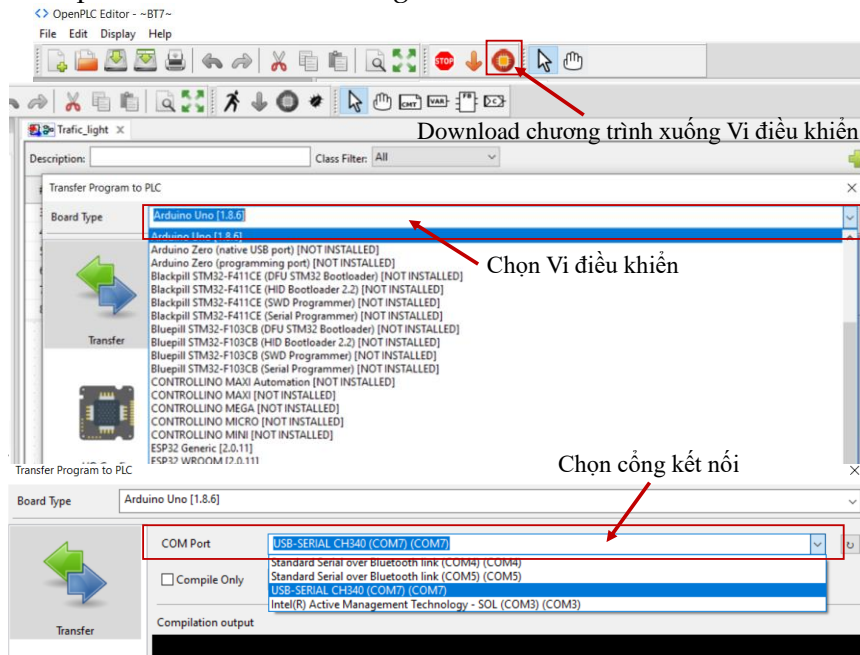 OpenPLC Editor - ~BT7~
File Edit Display Help
STOP
CMT VAR FB
Trafic_light
Download chương trình xuống Vi điều khiển
Description: Class Filter: All
Transfer Program to PLC
Board Type Arduino Uno [1.8.6]
Arduino Uno [1.8.6]
Arduino Zero (native USB port) [NOT INSTALLED]
Arduino Zero (programming port) [NOT INSTALLED]
Blackpill STM32-F411CE (DFU STM32 Bootloader) [NOT INSTALLED]
Chọn Vi điều khiển
Blackpill STM32-F411CE (HID Bootloader 2.2) [NOT INSTALLED]
Blackpill STM32-F411CE (SWD Programmer) [NOT INSTALLED]
Blackpill STM32-F411CE (Serial Programmer) [NOT INSTALLED]
Bluepill STM32-F103CB (DFU STM32 Bootloader) [NOT INSTALLED]
Transfer
Bluepill STM32-F103CB (HID Bootloader 2.2) [NOT INSTALLED]
Bluepill STM32-F103CB (SWD Programmer) [NOT INSTALLED]
Bluepill STM32-F103CB (Serial Programmer) [NOT INSTALLED]
CONTROLLINO MAXI Automation [NOT INSTALLED]
CONTROLLINO MAXI [NOT INSTALLED]
CONTROLLINO MEGA [NOT INSTALLED]
CONTROLLINO MICRO [NOT INSTALLED]
CONTROLLINO MINI [NOT INSTALLED]
ESP32 Generic [2.0.11]
ESP32 WROOM [2.0.11]
Chọn cổng kết nối
Transfer Program to PLC
Board Type Arduino Uno [1.8.6]
COM Port USB-SERIAL CH340 (COM7) (COM7)
Standard Serial over Bluetooth link (COM4) (COM4)
Compile Only Standard Serial over Bluetooth link (COM5) (COM5)
USB-SERIAL CH340 (COM7) (COM7)
Intel(R) Active Management Technology - SOL (COM3) (COM3)
Transfer
Compilation output